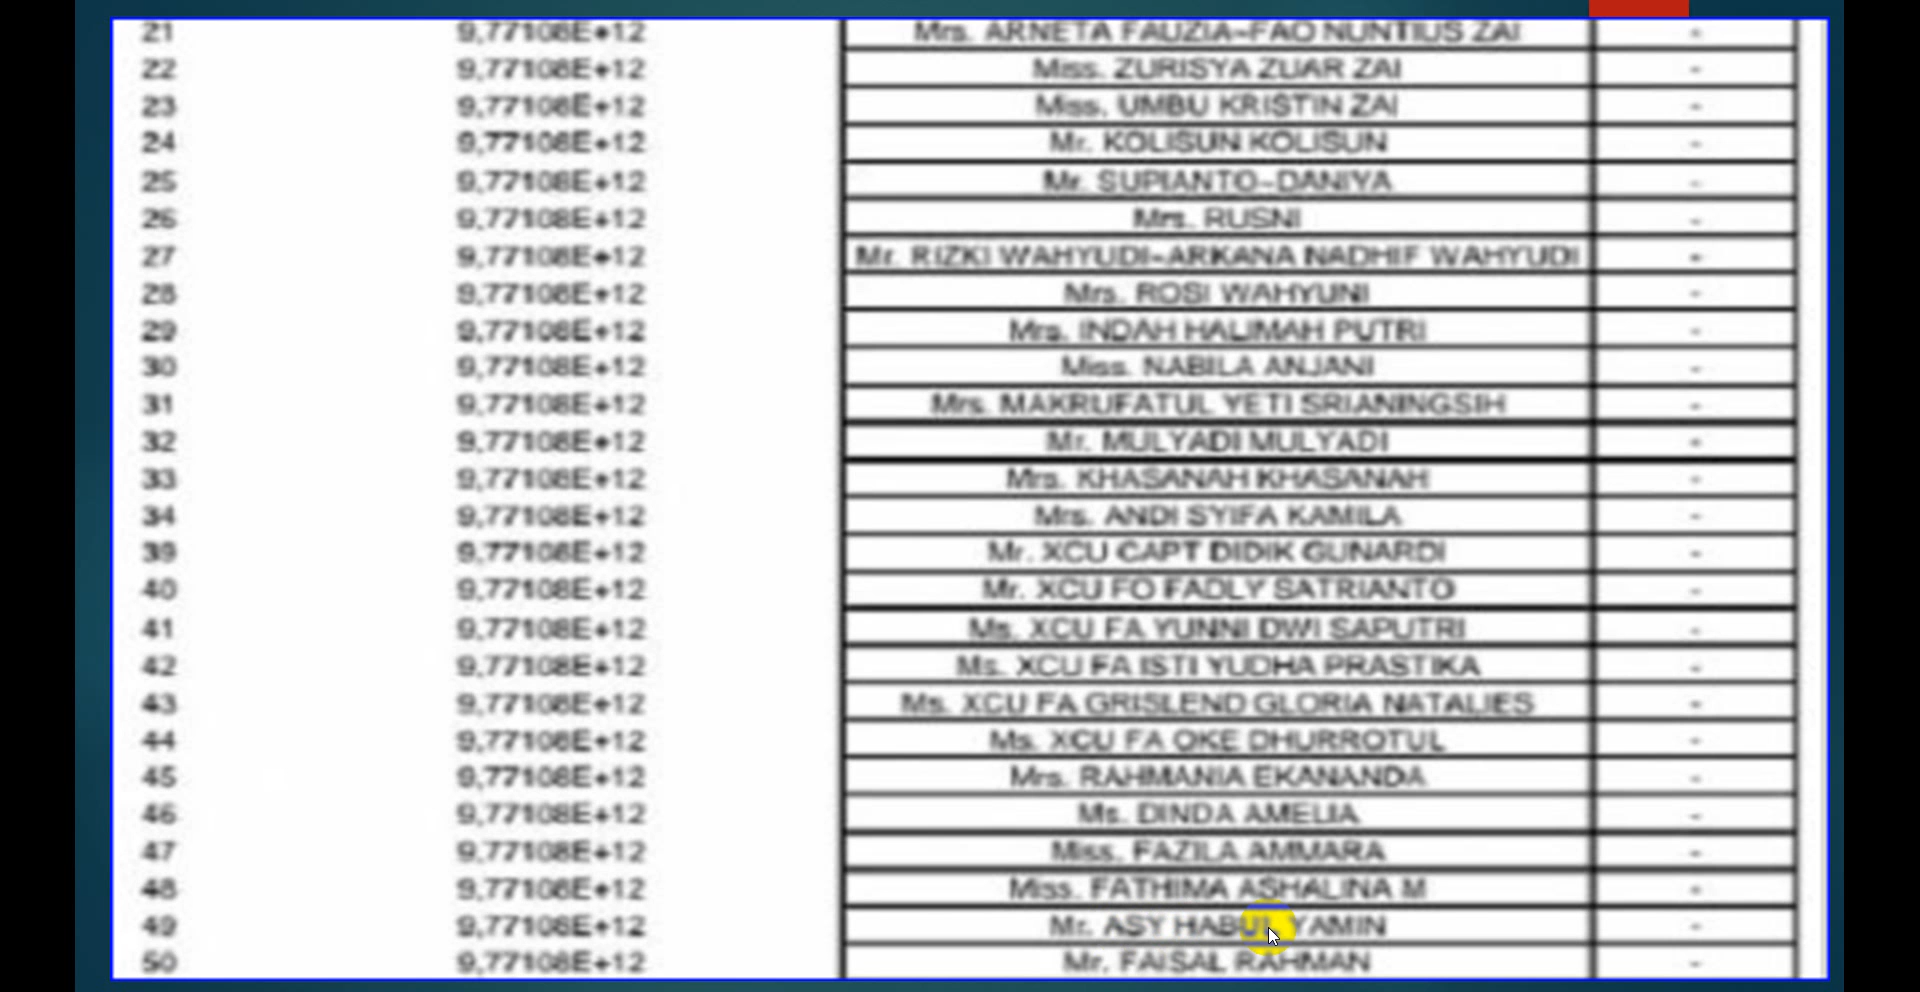 21 9,77108E+12 Mrs. ARNETA FAUZIA~FAO NUNTIUS ZAI -
22 9,77108E+12 Miss. ZURISYA ZUAR ZAI -
23 9,77108E+12 Miss. UMBU KRISTIN ZAI -
24 9,77108E+12 Mr. KOLISUN KOLISUN -
25 9,77108E+12 Mr. SUPIANTO~DANIYA -
26 9,77108E+12 Mrs. RUSNI -
27 9,77108E+12 Mr. RIZKI WAHYUDI~ARKANA NADHIF WAHYUDI -
28 9,77108E+12 Mrs. ROSI WAHYUNI -
29 9,77108E+12 Mrs. INDAH HALIMAH PUTRI -
30 9,77108E+12 Miss. NABILA ANJANI -
31 9,77108E+12 Mrs. MAKRUFATUL YETI SRIANINGSIH -
32 9,77108E+12 Mr. MULYADI MULYADI -
33 9,77108E+12 Mrs. KHASANAH KHASANAH -
34 9,77108E+12 Mrs. ANDI SYIFA KAMILA -
39 9,77108E+12 Mr. XCU CAPT DIDIK GUNARDI -
40 9,77108E+12 Mr. XCU FO FADLY SATRIANTO -
41 9,77108E+12 Ms. XCU FA YUNNI DWI SAPUTRI -
42 9,77108E+12 Ms. XCU FA ISTI YUDHA PRASTIKA -
43 9,77108E+12 Ms. XCU FA GRISLEND GLORIA NATALIES -
44 9,77108E+12 Ms. XCU FA OKE DHURROTUL -
45 9,77108E+12 Mrs. RAHMANIA EKANANDA -
46 9,77108E+12 Ms. DINDA AMELIA -
47 9,77108E+12 Miss. FAZILA AMMARA -
48 9,77108E+12 Miss. FATHIMA ASHALINA M -
49 9,77108E+12 Mr. ASY HABUL YAMIN -
50 9,77108E+12 Mr. FAISAL RAHMAN -